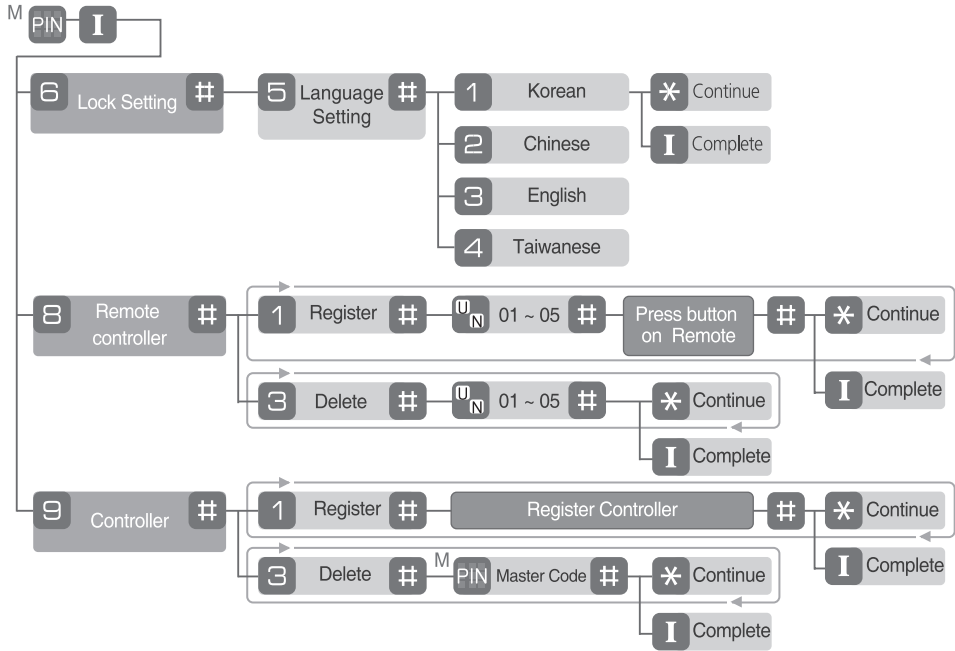 M
PIN I
6 Lock Setting # 5 Language Setting # 1 Korean * Continue
I Complete
2 Chinese
3 English
4 Taiwanese
8 Remote controller # 1 Register # UN 01 ~ 05 # Press button on Remote # * Continue
I Complete
3 Delete # UN 01 ~ 05 # * Continue
I Complete
9 Controller # 1 Register # Register Controller # * Continue
I Complete
3 Delete # M PIN Master Code # * Continue
I Complete